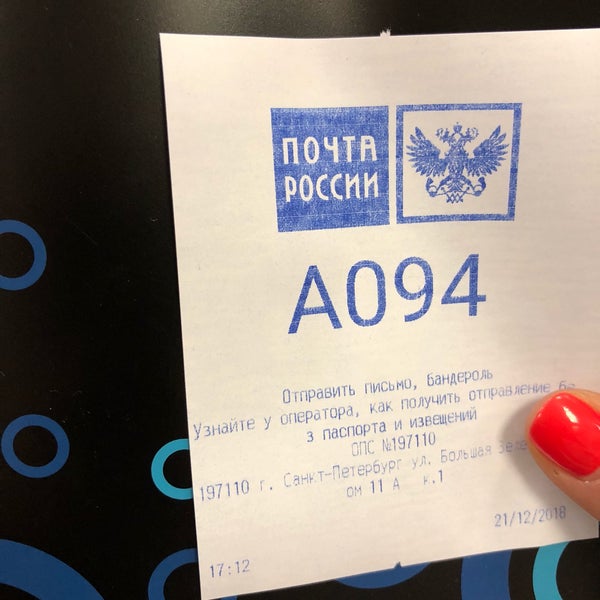 ПОЧТА
РОССИИ
А094
Отправить письмо, бандероль
Узнайте у оператора, как получить отправление бе
з паспорта и извещений
ОПС №197110
197110 г. Санкт-Петербург ул. Большая
ом 11 А к.1
21/12/2018
17:12